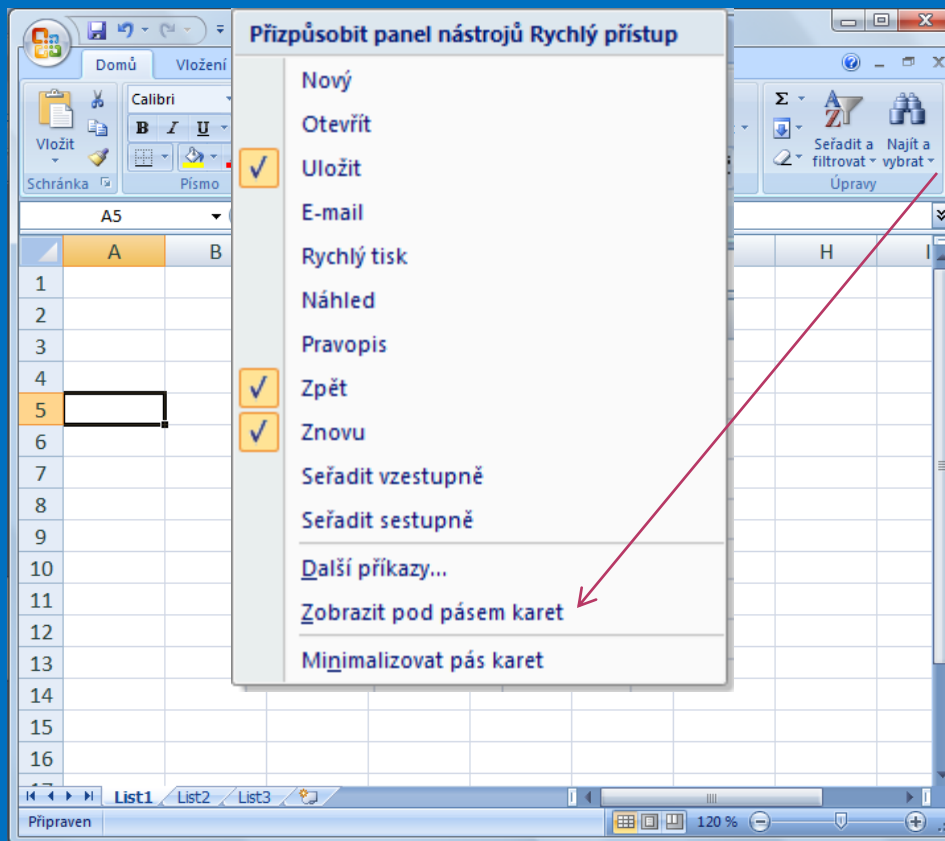 Přizpůsobit panel nástrojů Rychlý přístup
Domů Vložení
Nový
Otevřít
Uložit
E-mail
Rychlý tisk
Náhled
Pravopis
Zpět
Znovu
Seřadit vzestupně
Seřadit sestupně
Další příkazy...
Zobrazit pod pásem karet
Minimalizovat pás karet
Vložit
Schránka
Calibri
B I U
Písmo
Σ
Seřadit a filtrovat
Najít a vybrat
Úpravy
A5
A B H I
1
2
3
4
5
6
7
8
9
10
11
12
13
14
15
16
List1 List2 List3
Připraven 120 %